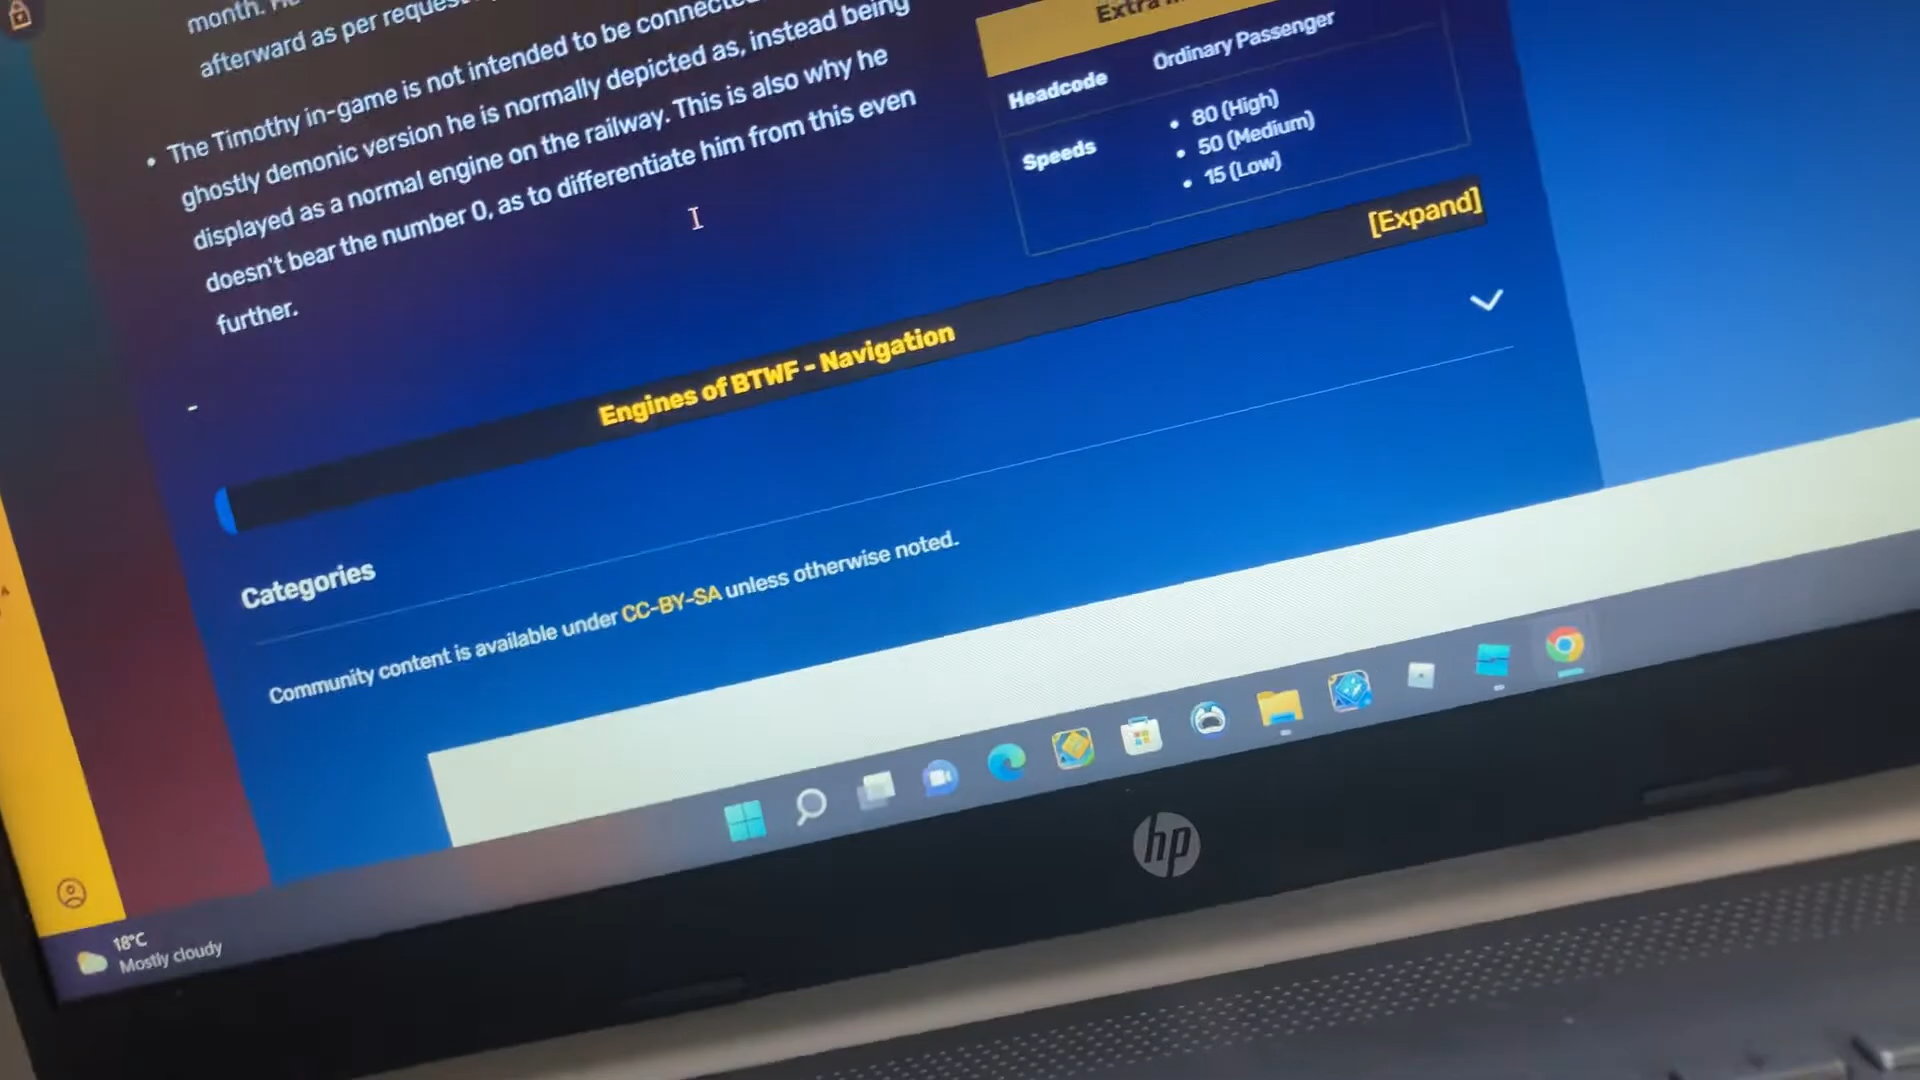 month.
afterward as per
The Timothy in-game is not intended to be
ghostly demonic version he is normally depicted as, instead being
displayed as a normal engine on the railway. This is also why he
doesn't bear the number 0, as to differentiate him from this even
further.
-
Headcode Ordinary Passenger
Speeds
80 (High)
50 (Medium)
15 (Low)
Engines of BTWF - Navigation
[Expand]
Categories
Community content is available under CC-BY-SA unless otherwise noted.
18°C
Mostly cloudy
hp